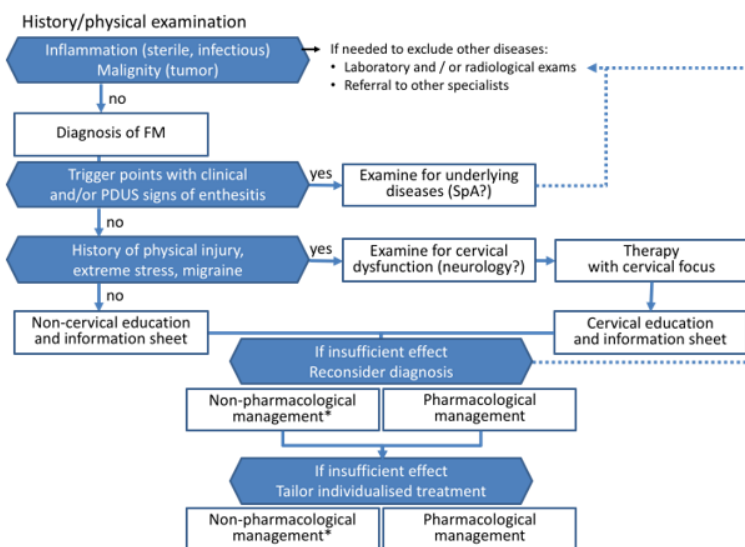 History/physical examination
Inflammation (sterile, infectious)
Malignity (tumor)
If needed to exclude other diseases:
• Laboratory and / or radiological exams
• Referral to other specialists
no
Diagnosis of FM
Trigger points with clinical
and/or PDUS signs of enthesitis
yes
Examine for underlying
diseases (SpA?)
no
History of physical injury,
extreme stress, migraine
yes
Examine for cervical
dysfunction (neurology?)
Therapy
with cervical focus
no
Non-cervical education
and information sheet
Cervical education
and information sheet
If insufficient effect
Reconsider diagnosis
Non-pharmacological
management*
Pharmacological
management
If insufficient effect
Tailor individualised treatment
Non-pharmacological
management*
Pharmacological
management